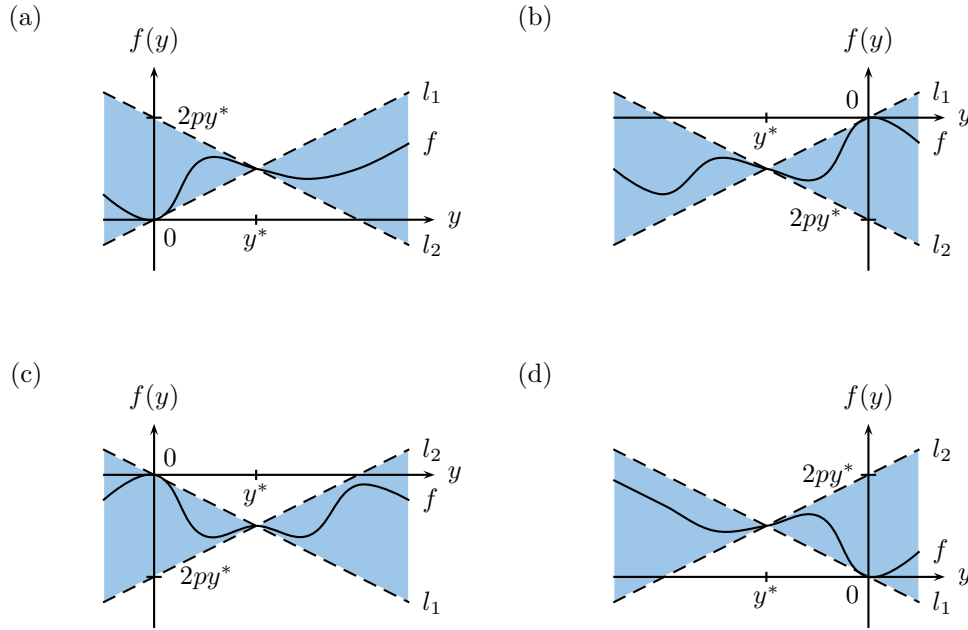 (a)
f(y)
l₁
2py*
f
y
0
y*
l₂
(b)
f(y)
0
l₁
y
y*
f
2py*
l₂
(c)
f(y)
l₂
0
y
y*
f
2py*
l₁
(d)
f(y)
l₂
2py*
f
y
y*
0
l₁